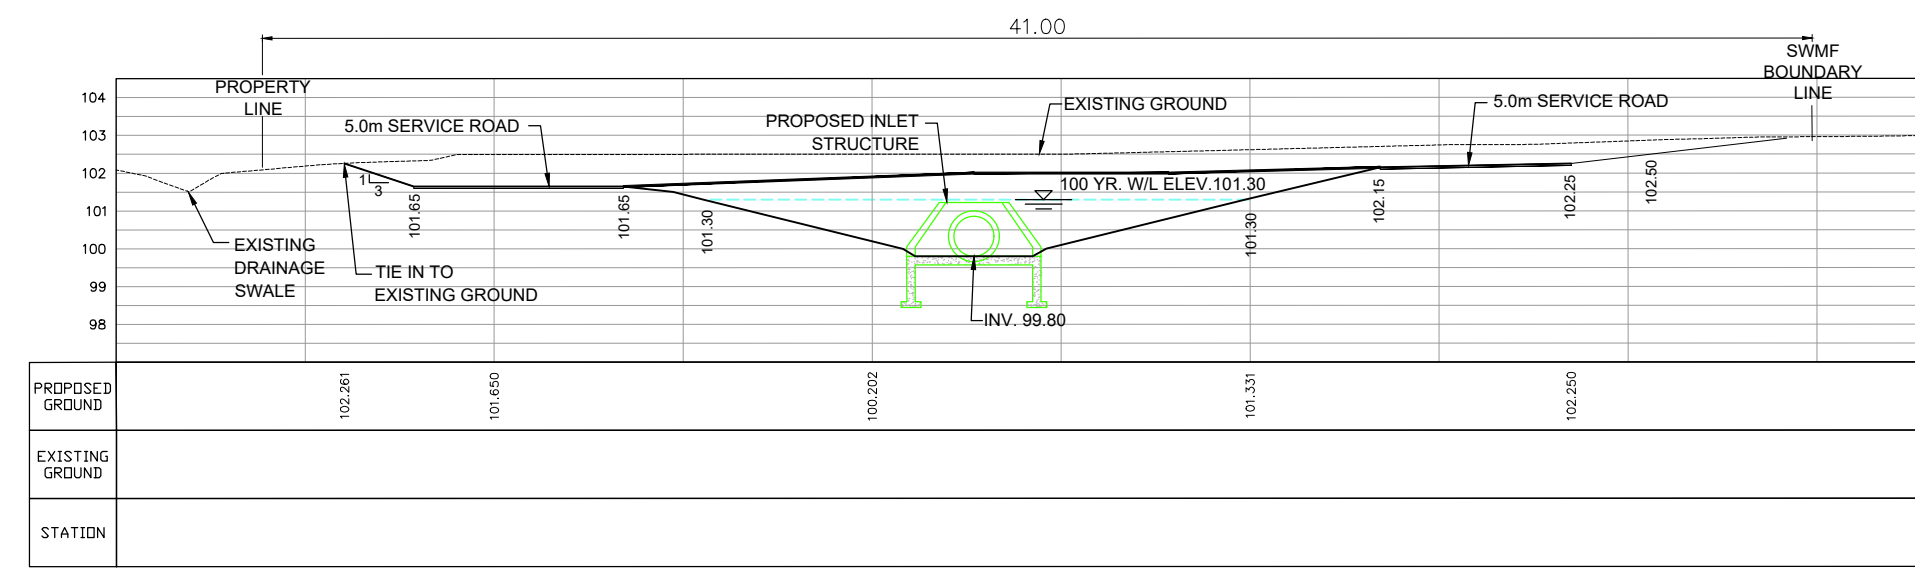 41.00
SWMF
BOUNDARY
LINE
PROPERTY
LINE
104
103
102
101
100
99
98
5.0m SERVICE ROAD
PROPOSED INLET
STRUCTURE
EXISTING GROUND
5.0m SERVICE ROAD
1
3
100 YR. W/L ELEV.101.30
101.65
101.65
101.30
101.30
102.15
102.25
102.50
EXISTING
DRAINAGE
SWALE
TIE IN TO
EXISTING GROUND
INV. 99.80
PROPOSED
GROUND
102.261
101.650
100.202
101.331
102.250
EXISTING
GROUND
STATION